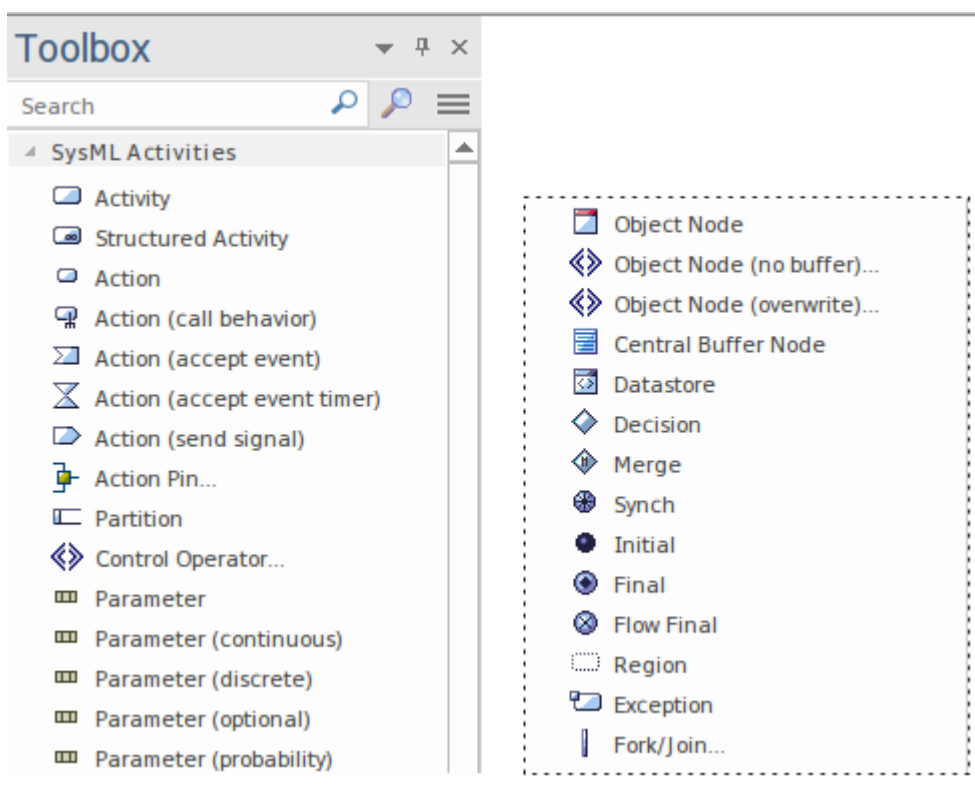 Toolbox
Search
SysML Activities
Activity
Structured Activity
Action
Action (call behavior)
Action (accept event)
Action (accept event timer)
Action (send signal)
Action Pin...
Partition
Control Operator...
Parameter
Parameter (continuous)
Parameter (discrete)
Parameter (optional)
Parameter (probability)
Object Node
Object Node (no buffer)...
Object Node (overwrite)...
Central Buffer Node
Datastore
Decision
Merge
Synch
Initial
Final
Flow Final
Region
Exception
Fork/Join...